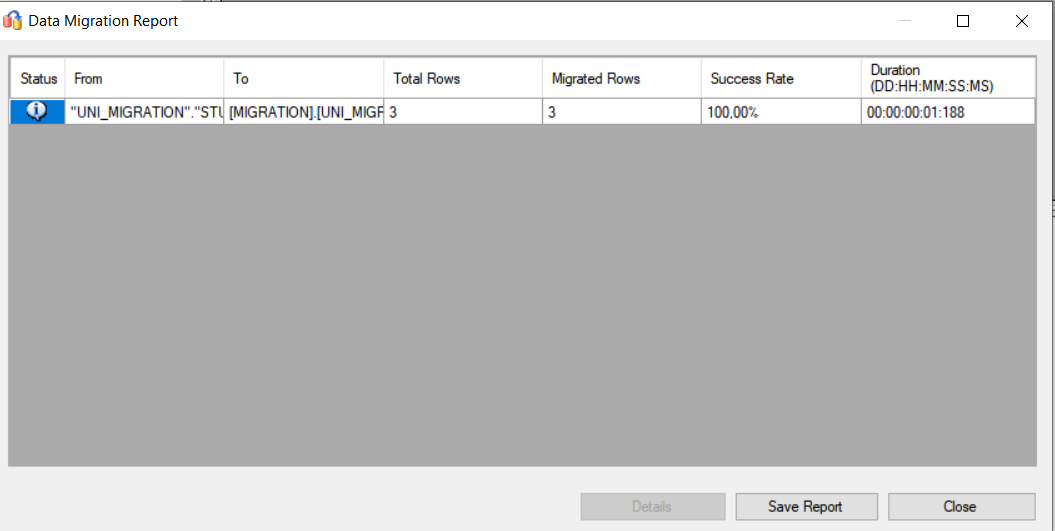 Data Migration Report
Status From To Total Rows Migrated Rows Success Rate Duration
(DD:HH:MM:SS:MS)
"UNI_MIGRATION"."STU [MIGRATION].[UNI_MIGR 3 3 100,00% 00:00:00:01:188
Details Save Report Close